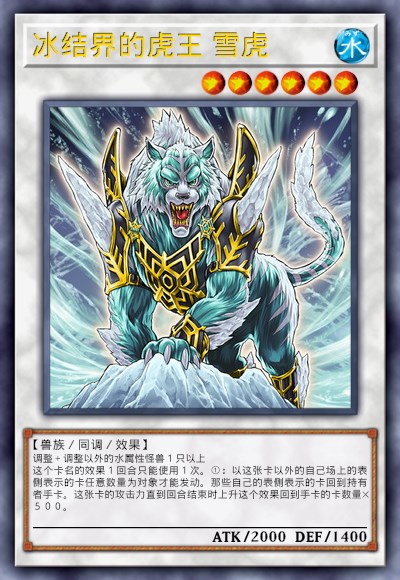 冰结界的虎王 雪虎
みず
水
【兽族／同调／效果】
调整＋调整以外的水属性怪兽１只以上
这个卡名的效果１回合只能使用１次。①：以这张卡以外的自己场上的表
侧表示的卡任意数量为对象才能发动。那些自己的表侧表示的卡回到持有
者手卡。这张卡的攻击力直到回合结束时上升这个效果回到手卡的卡数量×
５００。
ATK/2000 DEF/1400